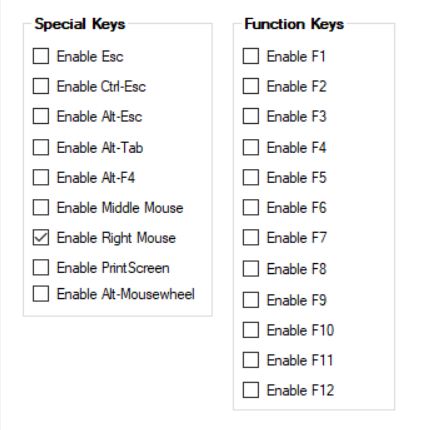 Special Keys
Enable Esc
Enable Ctrl-Esc
Enable Alt-Esc
Enable Alt-Tab
Enable Alt-F4
Enable Middle Mouse
Enable Right Mouse
Enable PrintScreen
Enable Alt-Mousewheel
Function Keys
Enable F1
Enable F2
Enable F3
Enable F4
Enable F5
Enable F6
Enable F7
Enable F8
Enable F9
Enable F10
Enable F11
Enable F12